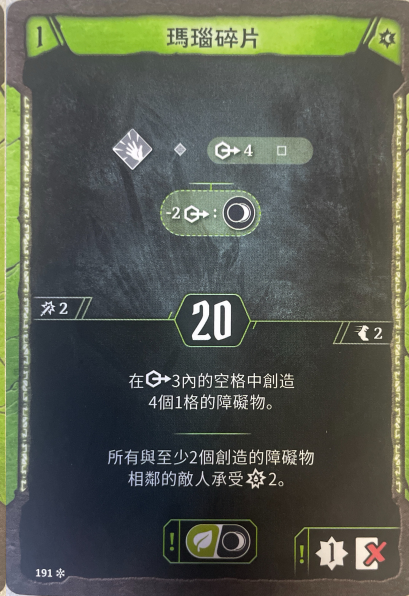 1
瑪瑙碎片
4
-2 :
2
20
2
在3內的空格中創造
4個1格的障礙物。
所有與至少2個創造的障礙物
相鄰的敵人承受2。
! ! 1
191